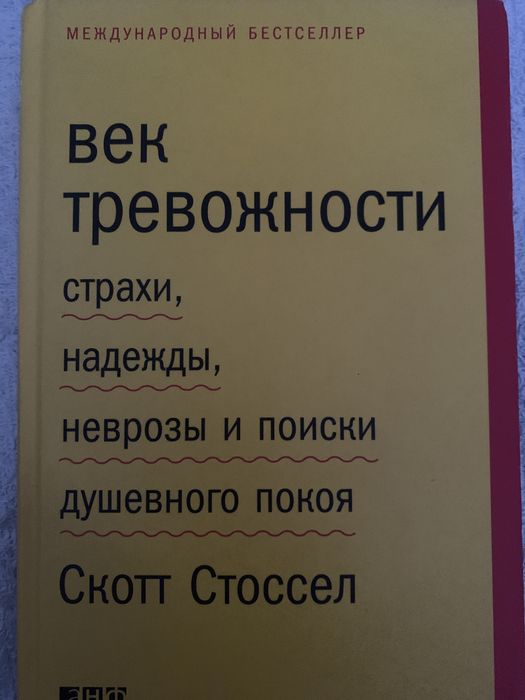 МЕЖДУНАРОДНЫЙ БЕСТСЕЛЛЕР
век
тревожности
страхи,
надежды,
неврозы и поиски
душевного покоя
Скотт Стоссел